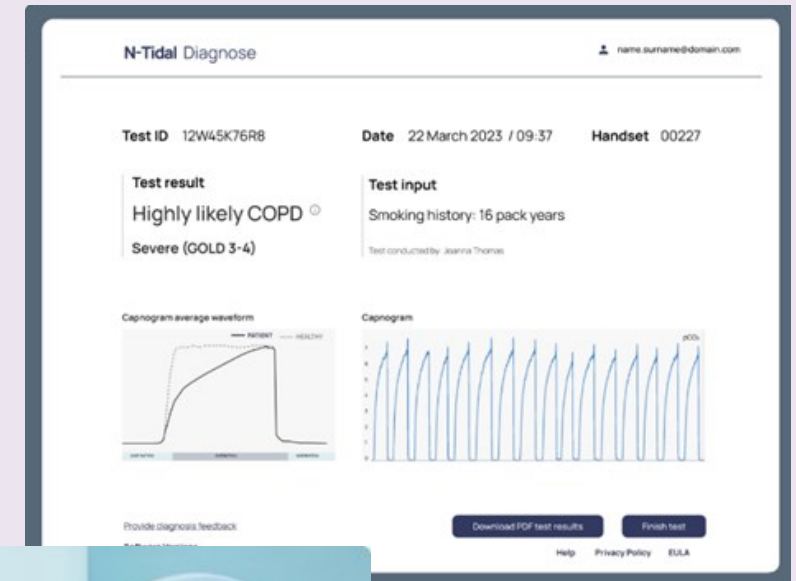 N-Tidal Diagnose
name.surname@domain.com
Test ID 12W45K76R8
Date 22 March 2023 / 09:37
Handset 00227
Test result
Highly likely COPD
Severe (GOLD 3-4)
Test input
Smoking history: 16 pack years
Test conducted by: Joanna Thomas
Capnogram average waveform
PATIENT
HEALTHY
Capnogram
pCO₂
Provide diagnosis feedback
Download PDF test results
Finish test
Help
Privacy Policy
EULA